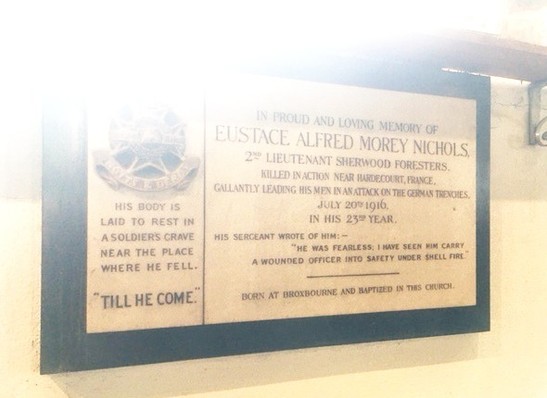 HIS BODY IS
LAID TO REST IN
A SOLDIER'S GRAVE
NEAR THE PLACE
WHERE HE FELL.
"TILL HE COME."
IN PROUD AND LOVING MEMORY OF
EUSTACE ALFRED MOREY NICHOLS,
2ND LIEUTENANT SHERWOOD FORESTERS.
KILLED IN ACTION NEAR HARDECOURT, FRANCE,
GALLANTLY LEADING HIS MEN IN AN ATTACK ON THE GERMAN TRENCHES,
JULY 20TH 1916,
IN HIS 23RD YEAR.
HIS SERGEANT WROTE OF HIM:—
"HE WAS FEARLESS; I HAVE SEEN HIM CARRY
A WOUNDED OFFICER INTO SAFETY UNDER SHELL FIRE."
BORN AT BROXBOURNE AND BAPTIZED IN THIS CHURCH.